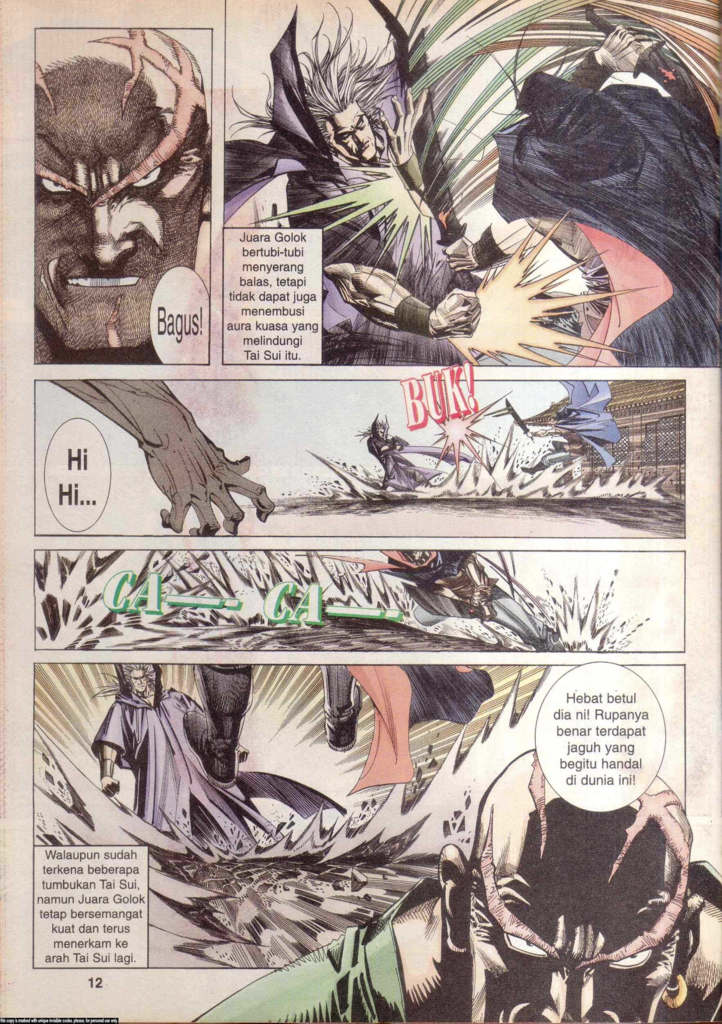 Bagus!
Juara Golok
bertubi-tubi
menyerang
balas, tetapi
tidak dapat juga
menembusi
aura kuasa yang
melindungi
Tai Sui itu.
BUK!
Hi
Hi...
CA— CA—
Hebat betul
dia ni! Rupanya
benar terdapat
jaguh yang
begitu handal
di dunia ini!
Walaupun sudah
terkena beberapa
tumbukan Tai Sui,
namun Juara Golok
tetap bersemangat
kuat dan terus
menerkam ke
arah Tai Sui lagi.
12